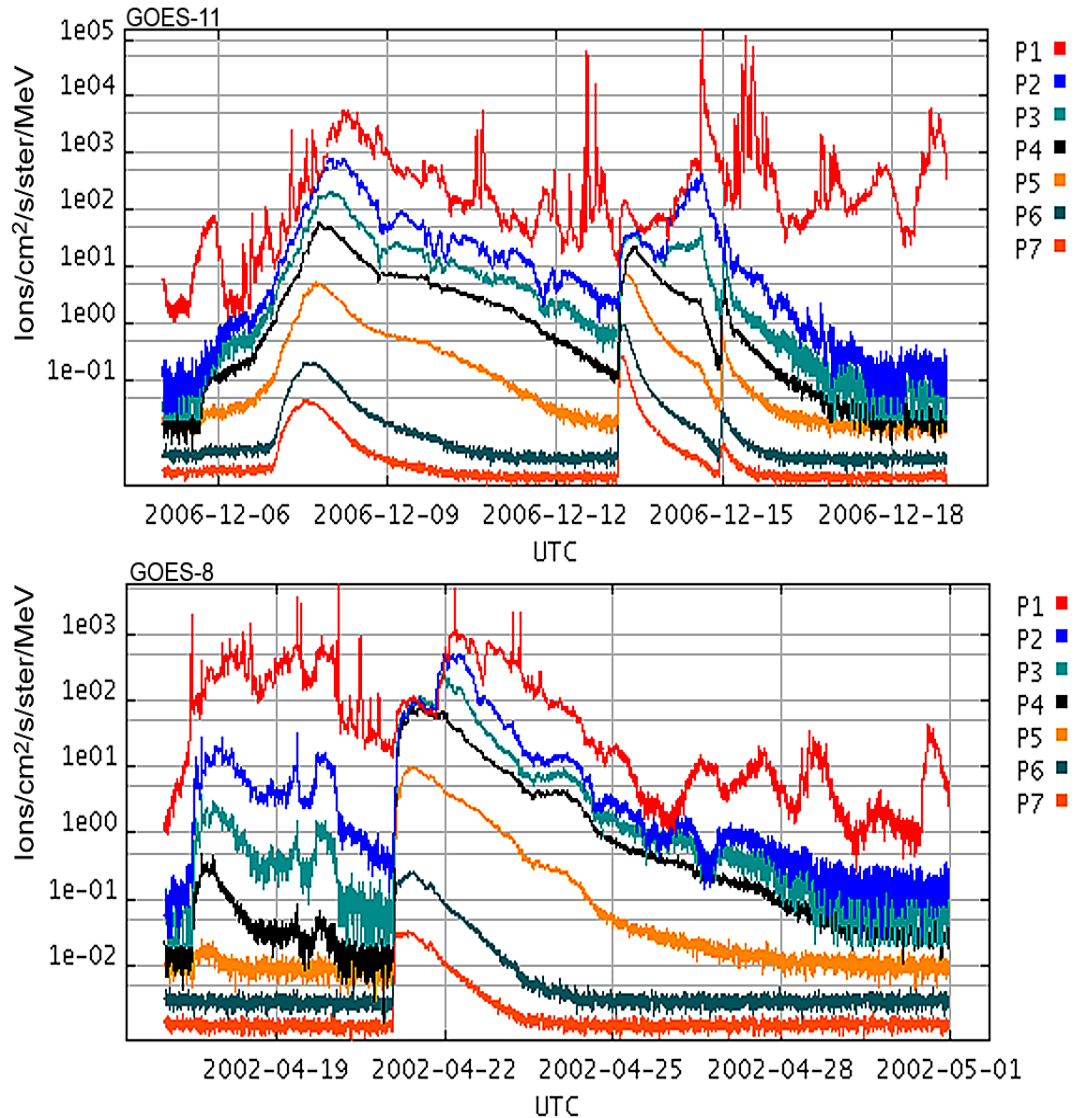 GOES-11
Ions/cm²/s/ster/MeV
1e05
1e04
1e03
1e02
1e01
1e00
1e-01
P1
P2
P3
P4
P5
P6
P7
2006-12-06 2006-12-09 2006-12-12 2006-12-15 2006-12-18
UTC
GOES-8
Ions/cm²/s/ster/MeV
1e03
1e02
1e01
1e00
1e-01
1e-02
P1
P2
P3
P4
P5
P6
P7
2002-04-19 2002-04-22 2002-04-25 2002-04-28 2002-05-01
UTC